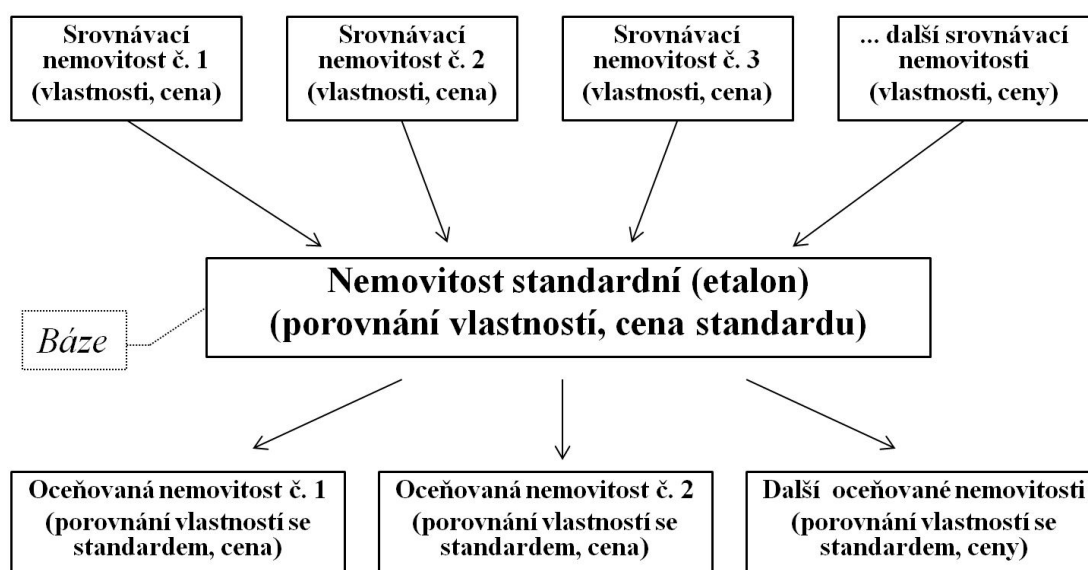 Srovnávací
nemovitost č. 1
(vlastnosti, cena)
Srovnávací
nemovitost č. 2
(vlastnosti, cena)
Srovnávací
nemovitost č. 3
(vlastnosti, cena)
... další srovnávací
nemovitosti
(vlastnosti, ceny)
Nemovitost standardní (etalon)
(porovnání vlastností, cena standardu)
Báze
Oceňovaná nemovitost č. 1
(porovnání vlastností se
standardem, cena)
Oceňovaná nemovitost č. 2
(porovnání vlastností se
standardem, cena)
Další oceňované nemovitosti
(porovnání vlastností se
standardem, ceny)